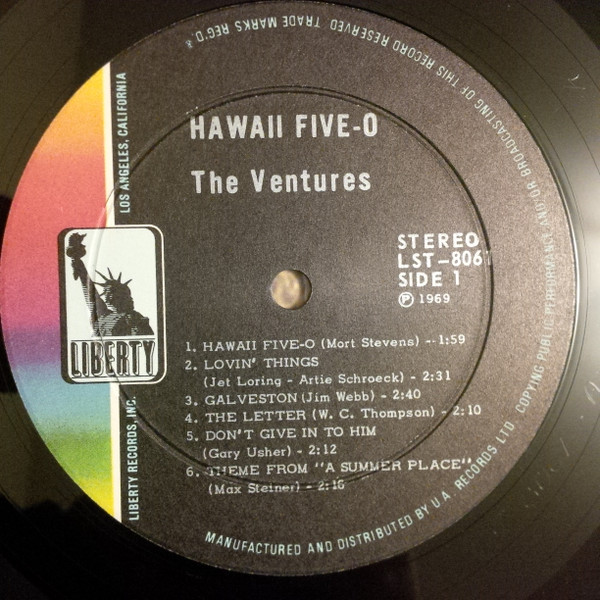 HAWAII FIVE-O
The Ventures
STEREO
LST-8061
SIDE 1
Ⓟ 1969
1. HAWAII FIVE-O (Mort Stevens) -- 1:59
2. LOVIN' THINGS
(Jet Loring - Artie Schroeck) - 2:31
3. GALVESTON (Jim Webb) - 2:40
4. THE LETTER (W. C. Thompson) - 2:10
5. DON'T GIVE IN TO HIM
(Gary Usher) - 2:12
6. THEME FROM "A SUMMER PLACE"
(Max Steiner) - 2:16
LIBERTY
LIBERTY RECORDS, INC. LOS ANGELES, CALIFORNIA
MANUFACTURED AND DISTRIBUTED BY U.A. RECORDS LTD. COPYING PUBLIC PERFORMANCE AND/OR BROADCASTING OF THIS RECORD RESERVED TRADE MARKS REG'D.